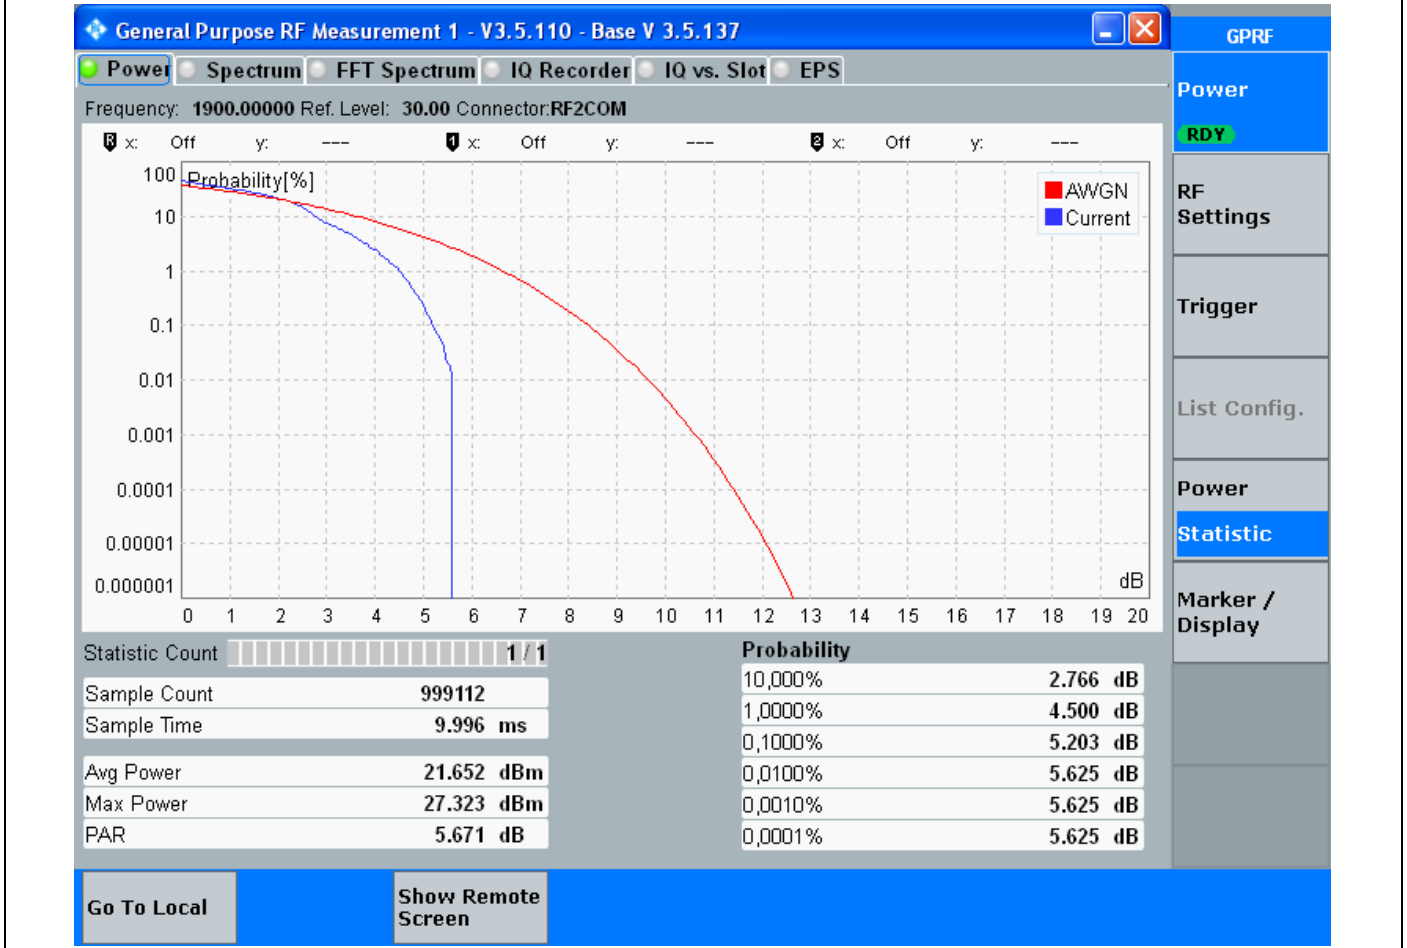 General Purpose RF Measurement 1 - V3.5.110 - Base V 3.5.137
GPRF
Power Spectrum FFT Spectrum IQ Recorder IQ vs. Slot EPS
Frequency: 1900.00000 Ref. Level: 30.00 Connector:RF2COM
R x: Off y: --- 1 x: Off y: --- 2 x: Off y: ---
Probability[%]
100
10
1
0.1
0.01
0.001
0.0001
0.00001
0.000001
AWGN
Current
dB
0 1 2 3 4 5 6 7 8 9 10 11 12 13 14 15 16 17 18 19 20
Statistic Count 1 / 1
Sample Count 999112
Sample Time 9.996 ms
Avg Power 21.652 dBm
Max Power 27.323 dBm
PAR 5.671 dB
Probability
10,000% 2.766 dB
1,0000% 4.500 dB
0,1000% 5.203 dB
0,0100% 5.625 dB
0,0010% 5.625 dB
0,0001% 5.625 dB
Power
RDY
RF
Settings
Trigger
List Config.
Power
Statistic
Marker /
Display
Go To Local
Show Remote
Screen